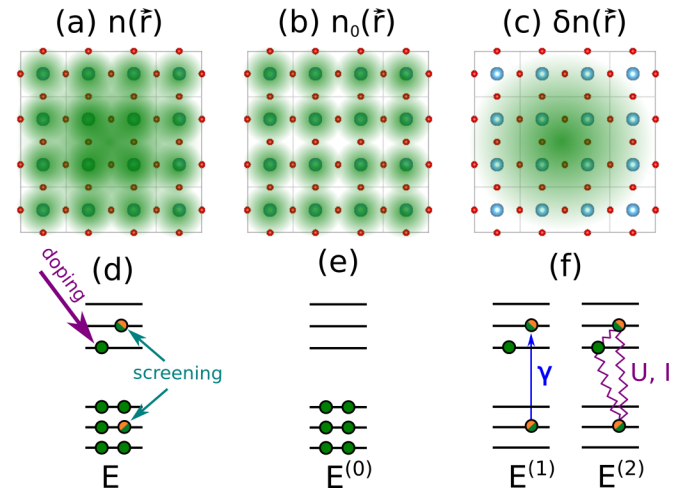 (a) n(r⃗)
(b) n₀(r⃗)
(c) δn(r⃗)
(d)
(e)
(f)
doping
screening
γ
U, I
E
E⁽⁰⁾
E⁽¹⁾
E⁽²⁾